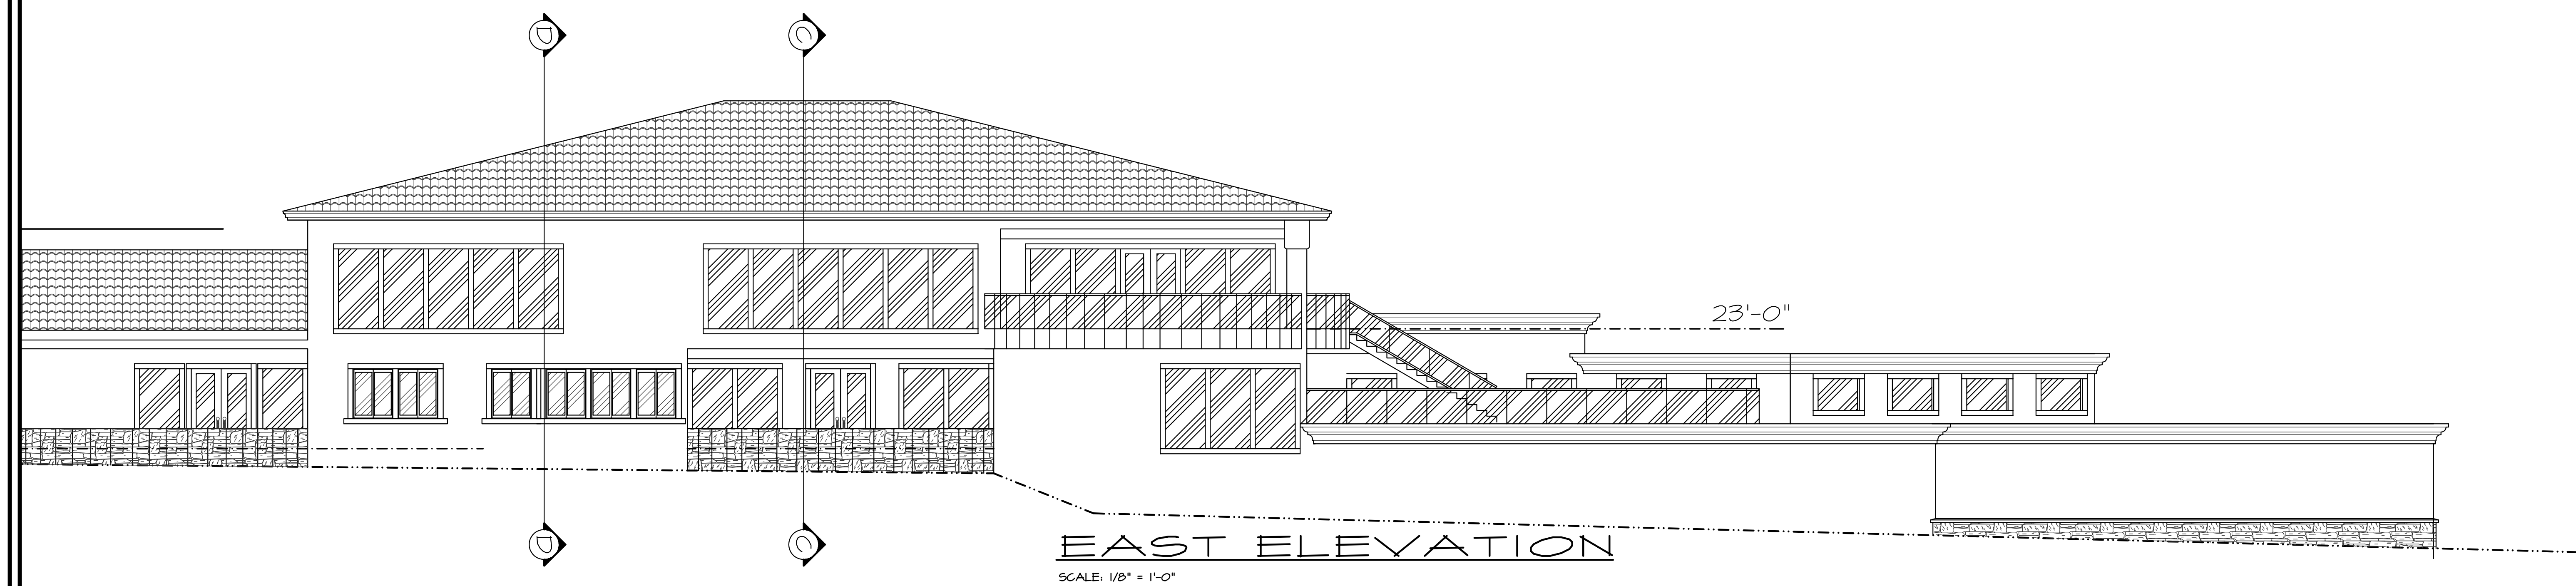 D C
23'-0"
D C
EAST ELEVATION
SCALE: 1/8" = 1'-0"